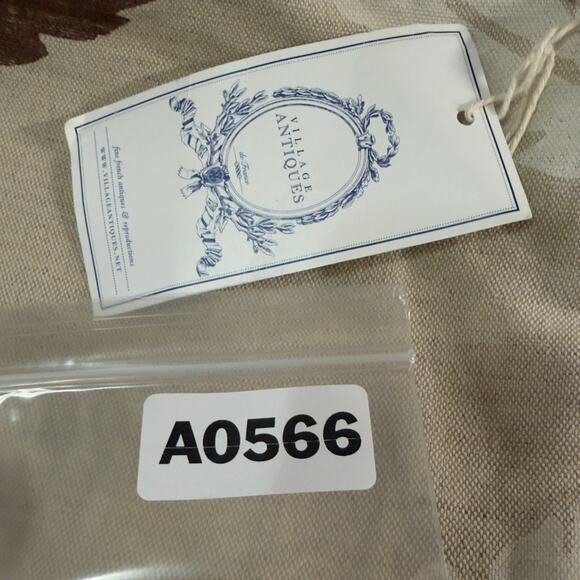 VILLAGE
ANTIQUES
de France
fine french antiques & reproductions
WWW.VILLAGEANTIQUES.NET
A0566